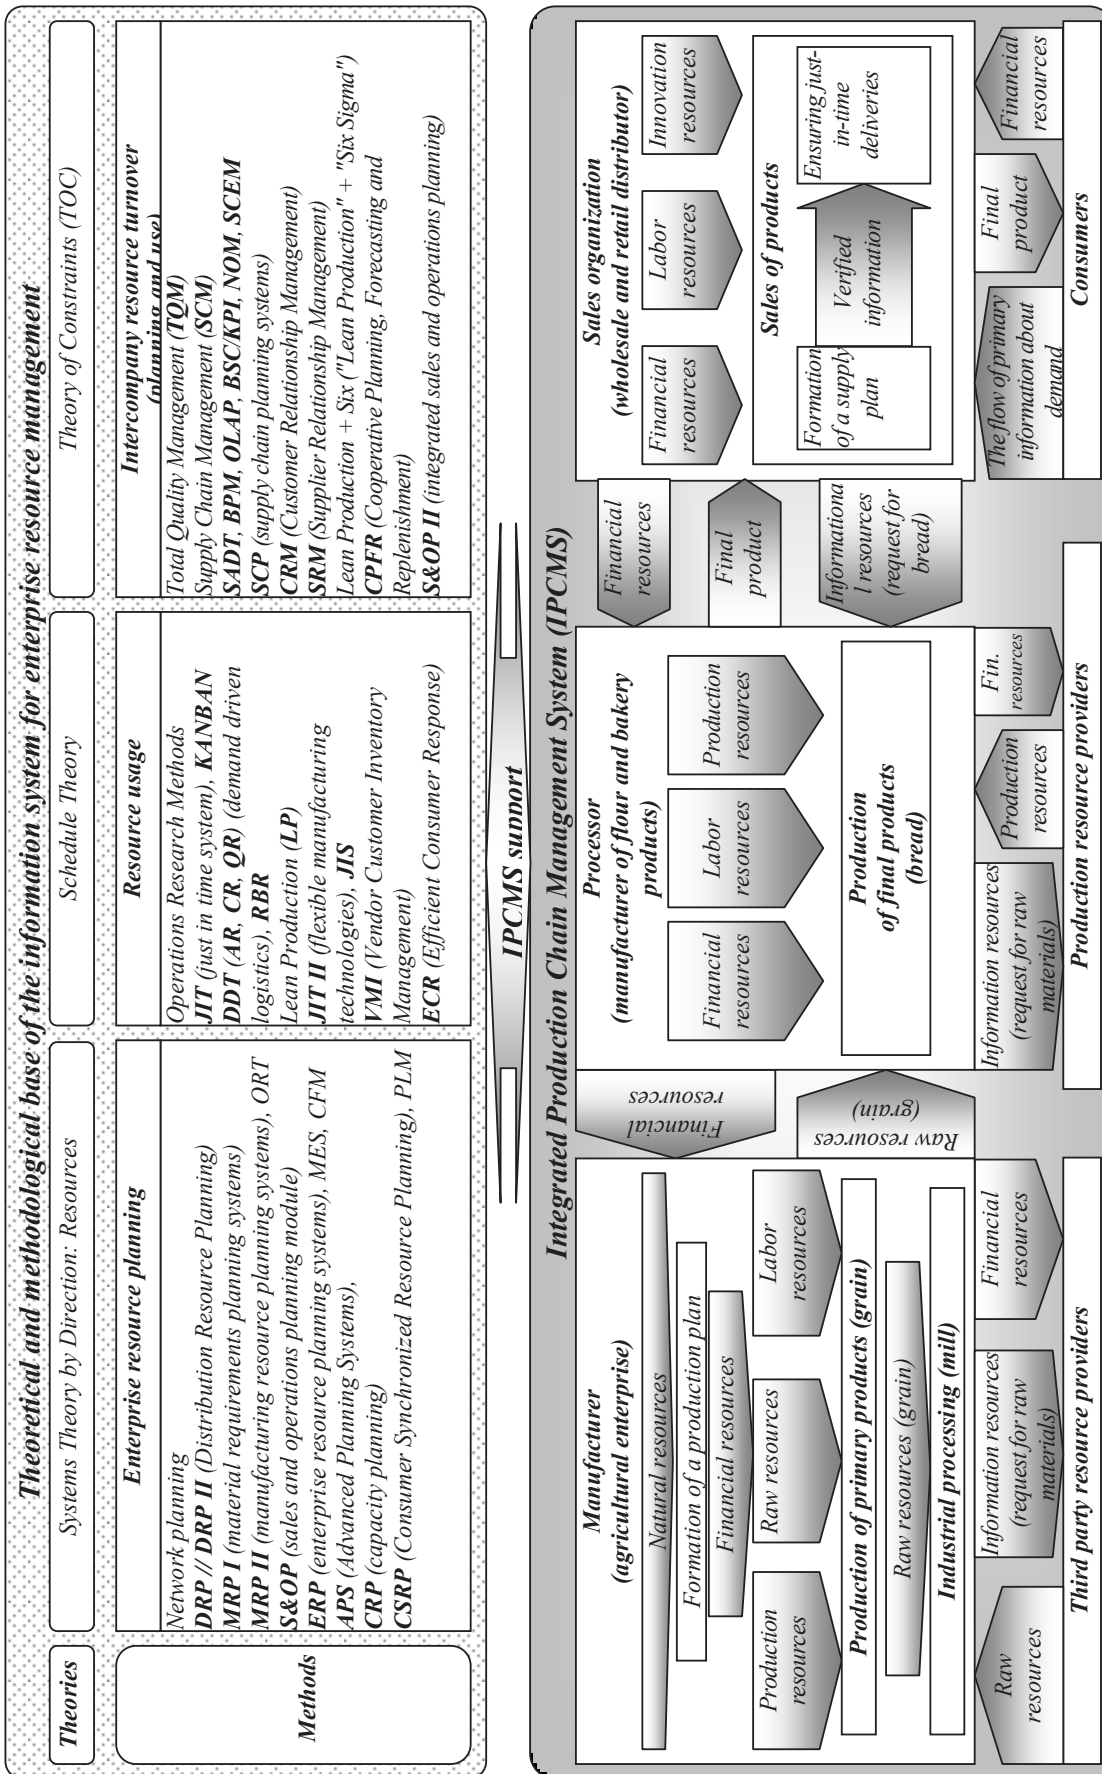 Theoretical and methodological base of the information system for enterprise resource management
Theories
Systems Theory by Direction: Resources
Schedule Theory
Theory of Constraints (TOC)
Methods
Enterprise resource planning
Network planning
DRP // DRP II (Distribution Resource Planning)
MRP I (material requirements planning systems)
MRP II (manufacturing resource planning systems), ORT
S&OP (sales and operations planning module)
ERP (enterprise resource planning systems), MES, CFM
APS (Advanced Planning Systems),
CRP (capacity planning)
CSRP (Consumer Synchronized Resource Planning), PLM
Resource usage
Operations Research Methods
JIT (just in time system), KANBAN
DDT (AR, CR, QR) (demand driven
logistics), RBR
Lean Production (LP)
JIT II (flexible manufacturing
technologies), JIS
VMI (Vendor Customer Inventory
Management)
ECR (Efficient Consumer Response)
Intercompany resource turnover
(planning and use)
Total Quality Management (TQM)
Supply Chain Management (SCM)
SADT, BPM, OLAP, BSC/KPI, NOM, SCEM
SCP (supply chain planning systems)
CRM (Customer Relationship Management)
SRM (Supplier Relationship Management)
Lean Production + Six ("Lean Production" + "Six Sigma")
CPFR (Cooperative Planning, Forecasting and
Replenishment)
S&OP II (integrated sales and operations planning)
IPCMS support
Integrated Production Chain Management System (IPCMS)
Manufacturer
(agricultural enterprise)
Natural resources
Formation of a production plan
Financial resources
Production
resources
Raw resources
Labor
resources
Production of primary products (grain)
Raw resources (grain)
Industrial processing (mill)
Financial
resources
Raw resources
(grain)
Processor
(manufacturer of flour and bakery
products)
Financial
resources
Labor
resources
Production
resources
Production
of final products
(bread)
Financial
resources
Final
product
Informationa
l resources
(request for
bread)
Sales organization
(wholesale and retail distributor)
Financial
resources
Labor
resources
Innovation
resources
Sales of products
Formation
of a supply
plan
Verified
information
Ensuring just-
in-time
deliveries
Raw
resources
Information resources
(request for raw
materials)
Financial
resources
Third party resource providers
Information resources
(request for raw
materials)
Production
resources
Fin.
resources
Production resource providers
The flow of primary
information about
demand
Final
product
Financial
resources
Consumers